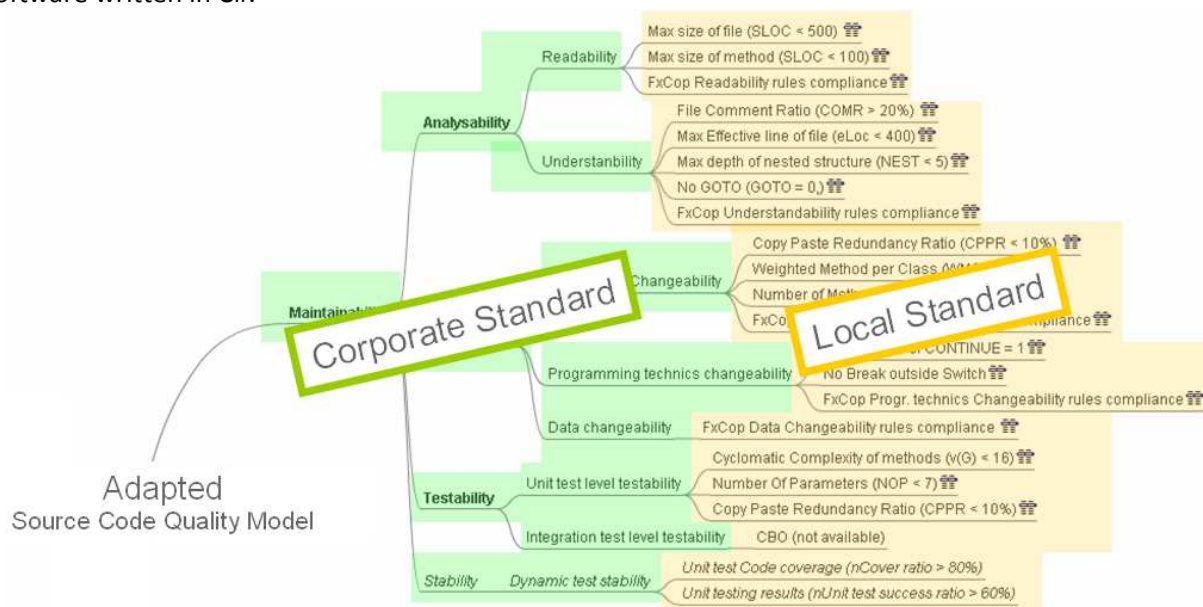 Max size of file (SLOC < 500)
Readability
Max size of method (SLOC < 100)
FxCop Readability rules compliance
Analysability
File Comment Ratio (COMR > 20%)
Max Effective line of file (eLoc < 400)
Understanbility
Max depth of nested structure (NEST < 5)
No GOTO (GOTO = 0,)
FxCop Understandability rules compliance
Copy Paste Redundancy Ratio (CPPR < 10%)
Changeability
Weighted Method per Class
Number of
Corporate Standard
Local Standard
CONTINUE = 1
Programming technics changeability
No Break outside Switch
FxCop Progr. technics Changeability rules compliance
Data changeability
FxCop Data Changeability rules compliance
Adapted
Source Code Quality Model
Cyclomatic Complexity of methods (v(G) < 16)
Unit test level testability
Number Of Parameters (NOP < 7)
Testability
Copy Paste Redundancy Ratio (CPPR < 10%)
Integration test level testability
CBO (not available)
Unit test Code coverage (nCover ratio > 80%)
Stability
Dynamic test stability
Unit testing results (nUnit test success ratio > 60%)